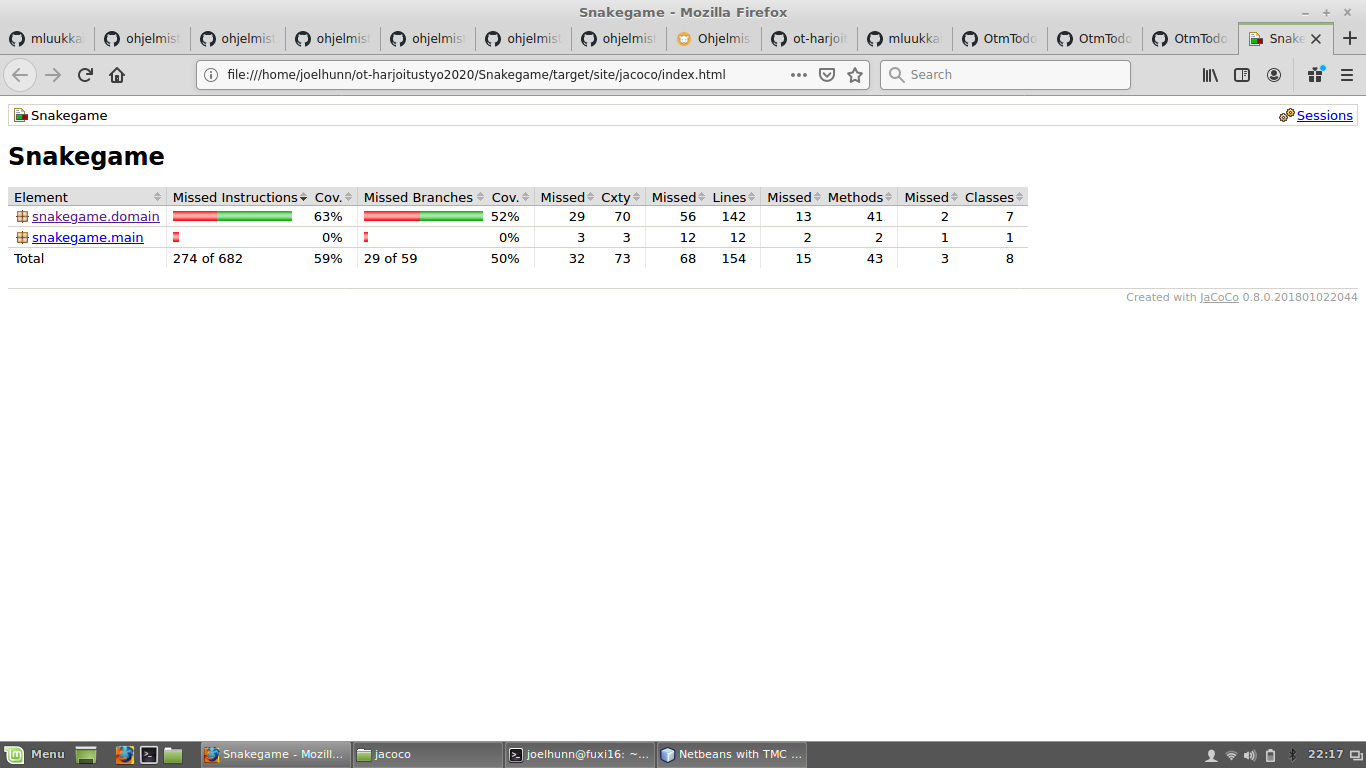 Snakegame - Mozilla Firefox
mluukka ohjelmist ohjelmist ohjelmist ohjelmist ohjelmist ohjelmist Ohjelmis ot-harjoit mluukka OtmTodo OtmTodo OtmTodo Snake
file:///home/joelhunn/ot-harjoitustyo2020/Snakegame/target/site/jacoco/index.html Search
Snakegame Sessions
Snakegame
Element Missed Instructions Cov. Missed Branches Cov. Missed Cxty Missed Lines Missed Methods Missed Classes
snakegame.domain 63% 52% 29 70 56 142 13 41 2 7
snakegame.main 0% 0% 3 3 12 12 2 2 1 1
Total 274 of 682 59% 29 of 59 50% 32 73 68 154 15 43 3 8
Created with JaCoCo 0.8.0.201801022044
Menu Snakegame - Mozill... jacoco joelhunn@fuxi16: ~... Netbeans with TMC ... 22:17